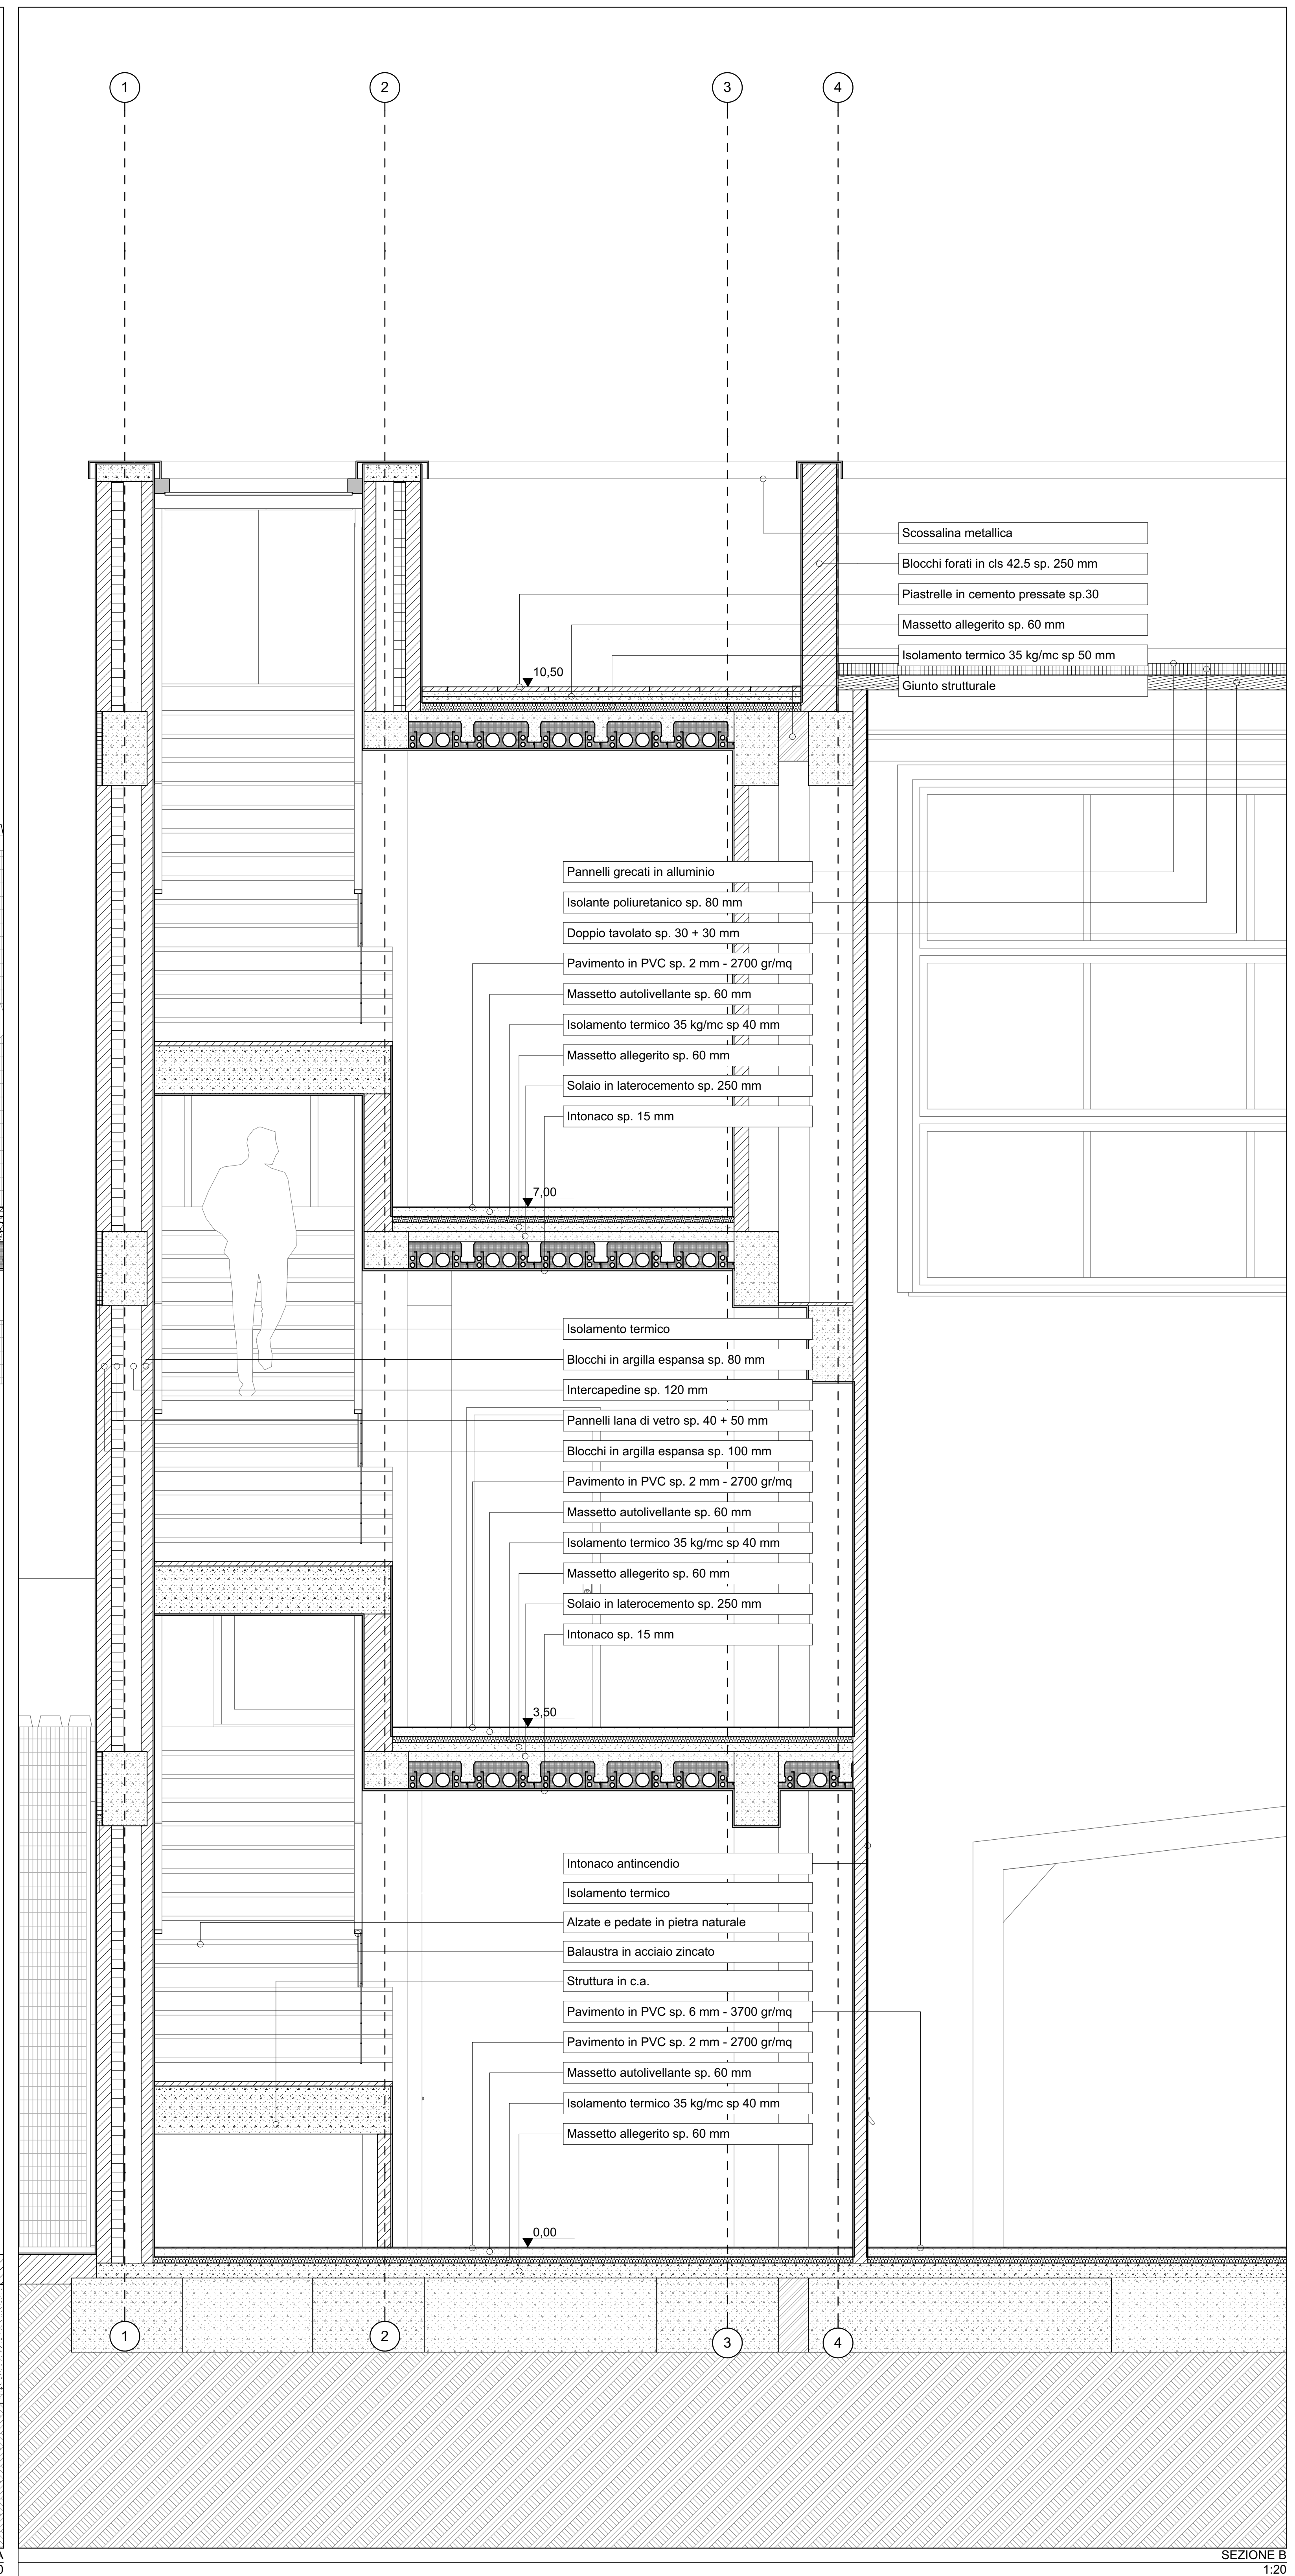 1
2
3
4
Scossalina metallica
Blocchi forati in cls 42.5 sp. 250 mm
Piastrelle in cemento pressate sp.30
Massetto allegerito sp. 60 mm
Isolamento termico 35 kg/mc sp 50 mm
10,50
Giunto strutturale
Pannelli grecati in alluminio
Isolante poliuretanico sp. 80 mm
Doppio tavolato sp. 30 + 30 mm
Pavimento in PVC sp. 2 mm - 2700 gr/mq
Massetto autolivellante sp. 60 mm
Isolamento termico 35 kg/mc sp 40 mm
Massetto allegerito sp. 60 mm
Solaio in laterocemento sp. 250 mm
Intonaco sp. 15 mm
7,00
Isolamento termico
Blocchi in argilla espansa sp. 80 mm
Intercapedine sp. 120 mm
Pannelli lana di vetro sp. 40 + 50 mm
Blocchi in argilla espansa sp. 100 mm
Pavimento in PVC sp. 2 mm - 2700 gr/mq
Massetto autolivellante sp. 60 mm
Isolamento termico 35 kg/mc sp 40 mm
Massetto allegerito sp. 60 mm
Solaio in laterocemento sp. 250 mm
Intonaco sp. 15 mm
3,50
Intonaco antincendio
Isolamento termico
Alzate e pedate in pietra naturale
Balaustra in acciaio zincato
Struttura in c.a.
Pavimento in PVC sp. 6 mm - 3700 gr/mq
Pavimento in PVC sp. 2 mm - 2700 gr/mq
Massetto autolivellante sp. 60 mm
Isolamento termico 35 kg/mc sp 40 mm
Massetto allegerito sp. 60 mm
0,00
1
2
3
4
SEZIONE B
1:20